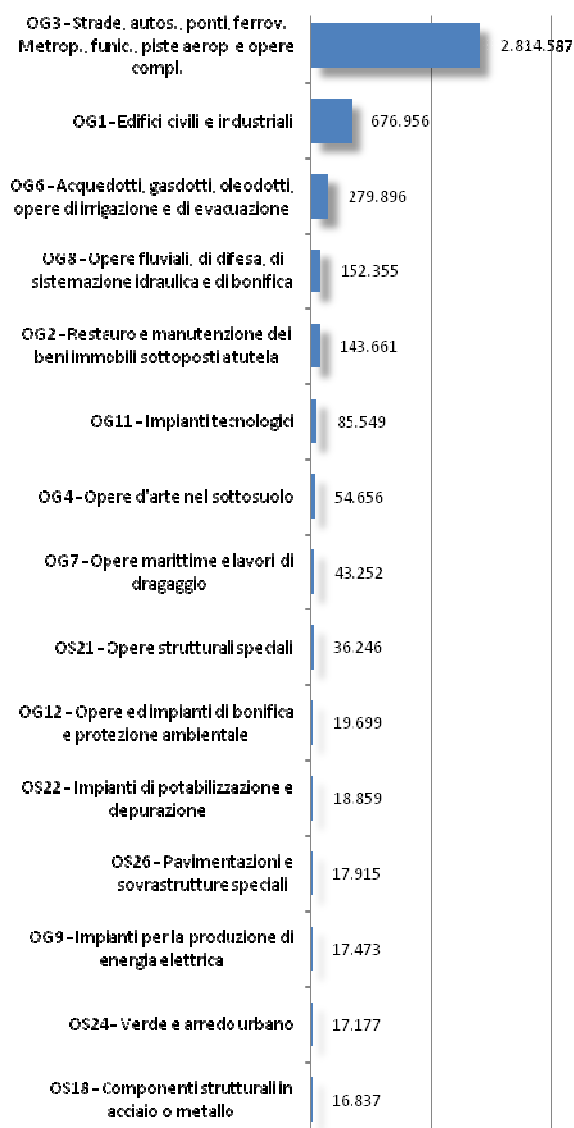 OG3 - Strade, autos., ponti, ferrov.
Metrop., funic., piste aerop. e opere
compl.
2.814.587
OG1 - Edifici civili e industriali
676.956
OG6 - Acquedotti, gasdotti, oleodotti,
opere di irrigazione e di evacuazione
279.896
OG8 - Opere fluviali, di difesa, di
sistemazione idraulica e di bonifica
152.355
OG2 - Restauro e manutenzione dei
beni immobili sottoposti a tutela
143.661
OG11 - Impianti tecnologici
85.549
OG4 - Opere d'arte nel sottosuolo
54.656
OG7 - Opere marittime e lavori di
dragaggio
43.252
OS21 - Opere strutturali speciali
36.246
OG12 - Opere ed impianti di bonifica
e protezione ambientale
19.699
OS22 - Impianti di potabilizzazione e
depurazione
18.859
OS26 - Pavimentazioni e
sovrastrutture speciali
17.915
OG9 - Impianti per la produzione di
energia elettrica
17.473
OS24 - Verde e arredo urbano
17.177
OS18 - Componenti strutturali in
acciaio o metallo
16.837